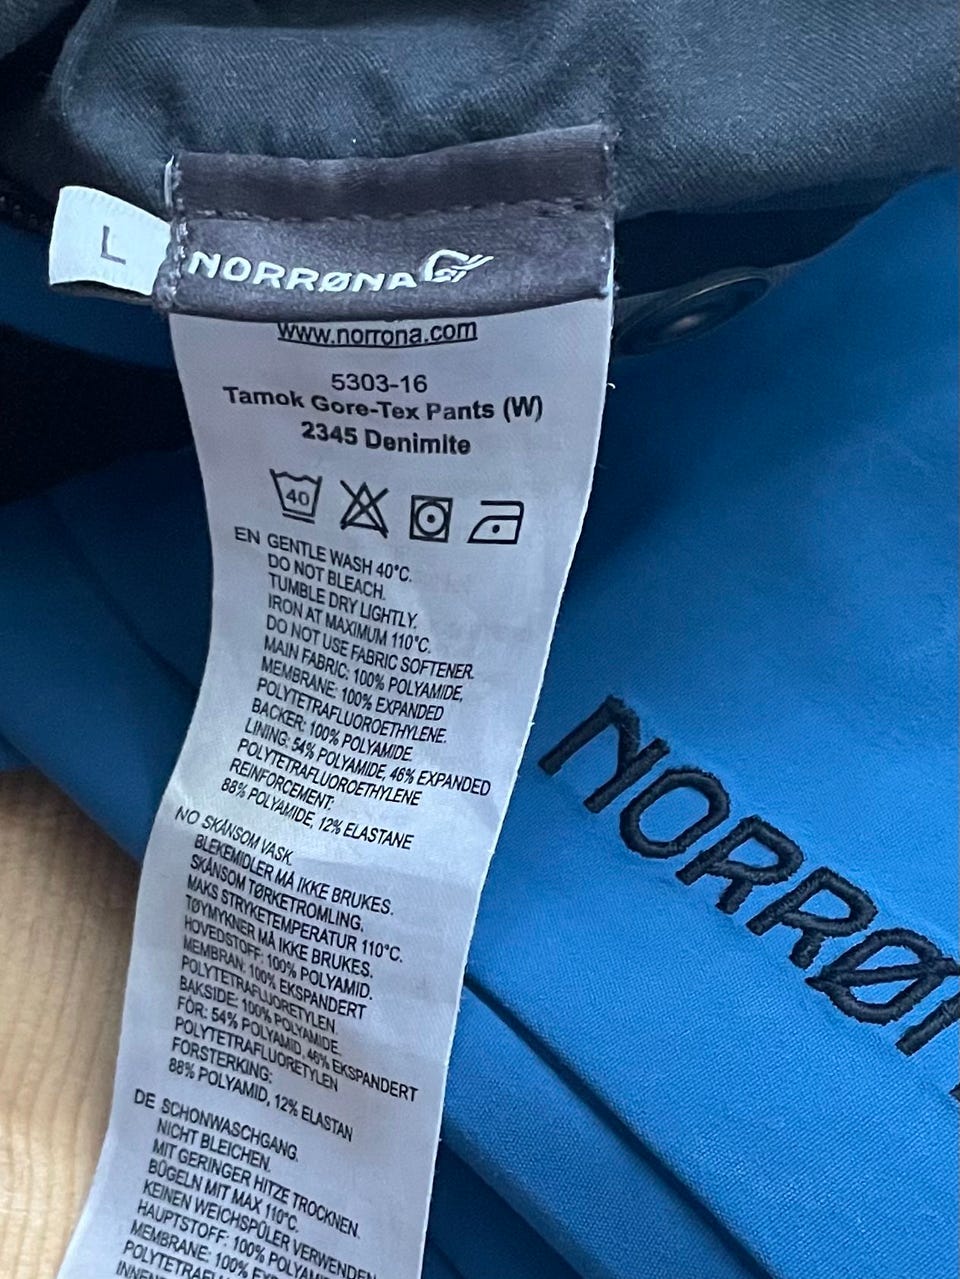 L
NORRØNA
www.norrona.com
5303-16
Tamok Gore-Tex Pants (W)
2345 Denimite
40
EN GENTLE WASH 40°C.
DO NOT BLEACH.
TUMBLE DRY LIGHTLY.
IRON AT MAXIMUM 110°C.
DO NOT USE FABRIC SOFTENER.
MAIN FABRIC: 100% POLYAMIDE,
MEMBRANE: 100% EXPANDED
POLYTETRAFLUOROETHYLENE.
BACKER: 100% POLYAMIDE.
LINING: 54% POLYAMIDE, 46% EXPANDED
POLYTETRAFLUOROETHYLENE
REINFORCEMENT:
88% POLYAMIDE, 12% ELASTANE
NO SKÅNSOM VASK.
BLEKEMIDLER MÅ IKKE BRUKES.
SKÅNSOM TØRKETROMLING.
MAKS STRYKETEMPERATUR 110°C.
TØYMYKNER MÅ IKKE BRUKES.
HOVEDSTOFF: 100% POLYAMID.
MEMBRAN: 100% EKSPANDERT
POLYTETRAFLUORETYLEN.
BAKSIDE: 100% POLYAMIDE.
FÔR: 54% POLYAMID, 46% EKSPANDERT
POLYTETRAFLUORETYLEN
FORSTERKING:
88% POLYAMID, 12% ELASTAN
DE SCHONWASCHGANG.
NICHT BLEICHEN.
MIT GERINGER HITZE TROCKNEN.
BÜGELN MIT MAX 110°C.
KEINEN WEICHSPÜLER VERWENDEN
HAUPTSTOFF: 100% POLYAMI
MEMBRANE: 100% EXP
NORRØ